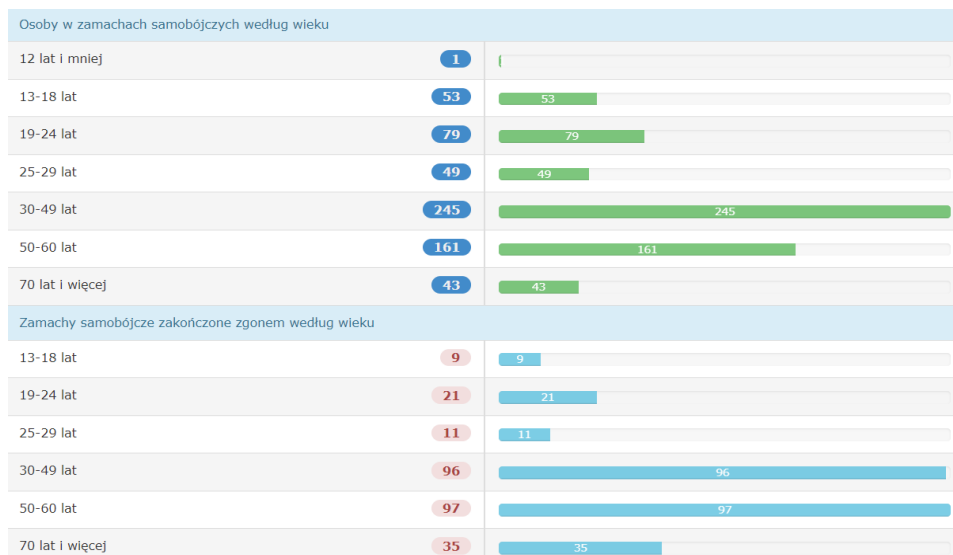 Osoby w zamachach samobójczych według wieku
12 lat i mniej 1
13-18 lat 53 53
19-24 lat 79 79
25-29 lat 49 49
30-49 lat 245 245
50-60 lat 161 161
70 lat i więcej 43 43
Zamachy samobójcze zakończone zgonem według wieku
13-18 lat 9 9
19-24 lat 21 21
25-29 lat 11 11
30-49 lat 96 96
50-60 lat 97 97
70 lat i więcej 35 35